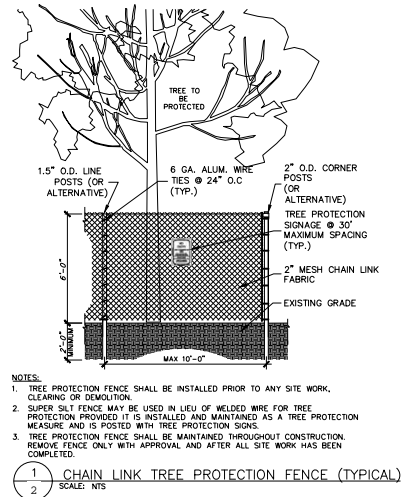 TREE TO
BE
PROTECTED
1.5" O.D. LINE
POSTS (OR
ALTERNATIVE)
6 GA. ALUM. WIRE
TIES @ 24" O.C
(TYP.)
2" O.D. CORNER
POSTS
(OR
ALTERNATIVE)
TREE PROTECTION
SIGNAGE @ 30'
MAXIMUM SPACING
(TYP.)
2" MESH CHAIN LINK
FABRIC
EXISTING GRADE
6'-0"
2'-0"
MINIMUM
MAX 10'-0"
NOTES:
1. TREE PROTECTION FENCE SHALL BE INSTALLED PRIOR TO ANY SITE WORK,
CLEARING OR DEMOLITION.
2. SUPER SILT FENCE MAY BE USED IN LIEU OF WELDED WIRE FOR TREE
PROTECTION PROVIDED IT IS INSTALLED AND MAINTAINED AS A TREE PROTECTION
MEASURE AND IS POSTED WITH TREE PROTECTION SIGNS.
3. TREE PROTECTION FENCE SHALL BE MAINTAINED THROUGHOUT CONSTRUCTION.
REMOVE FENCE ONLY WITH APPROVAL AND AFTER ALL SITE WORK HAS BEEN
COMPLETED.
1
2
CHAIN LINK TREE PROTECTION FENCE (TYPICAL)
SCALE: NTS